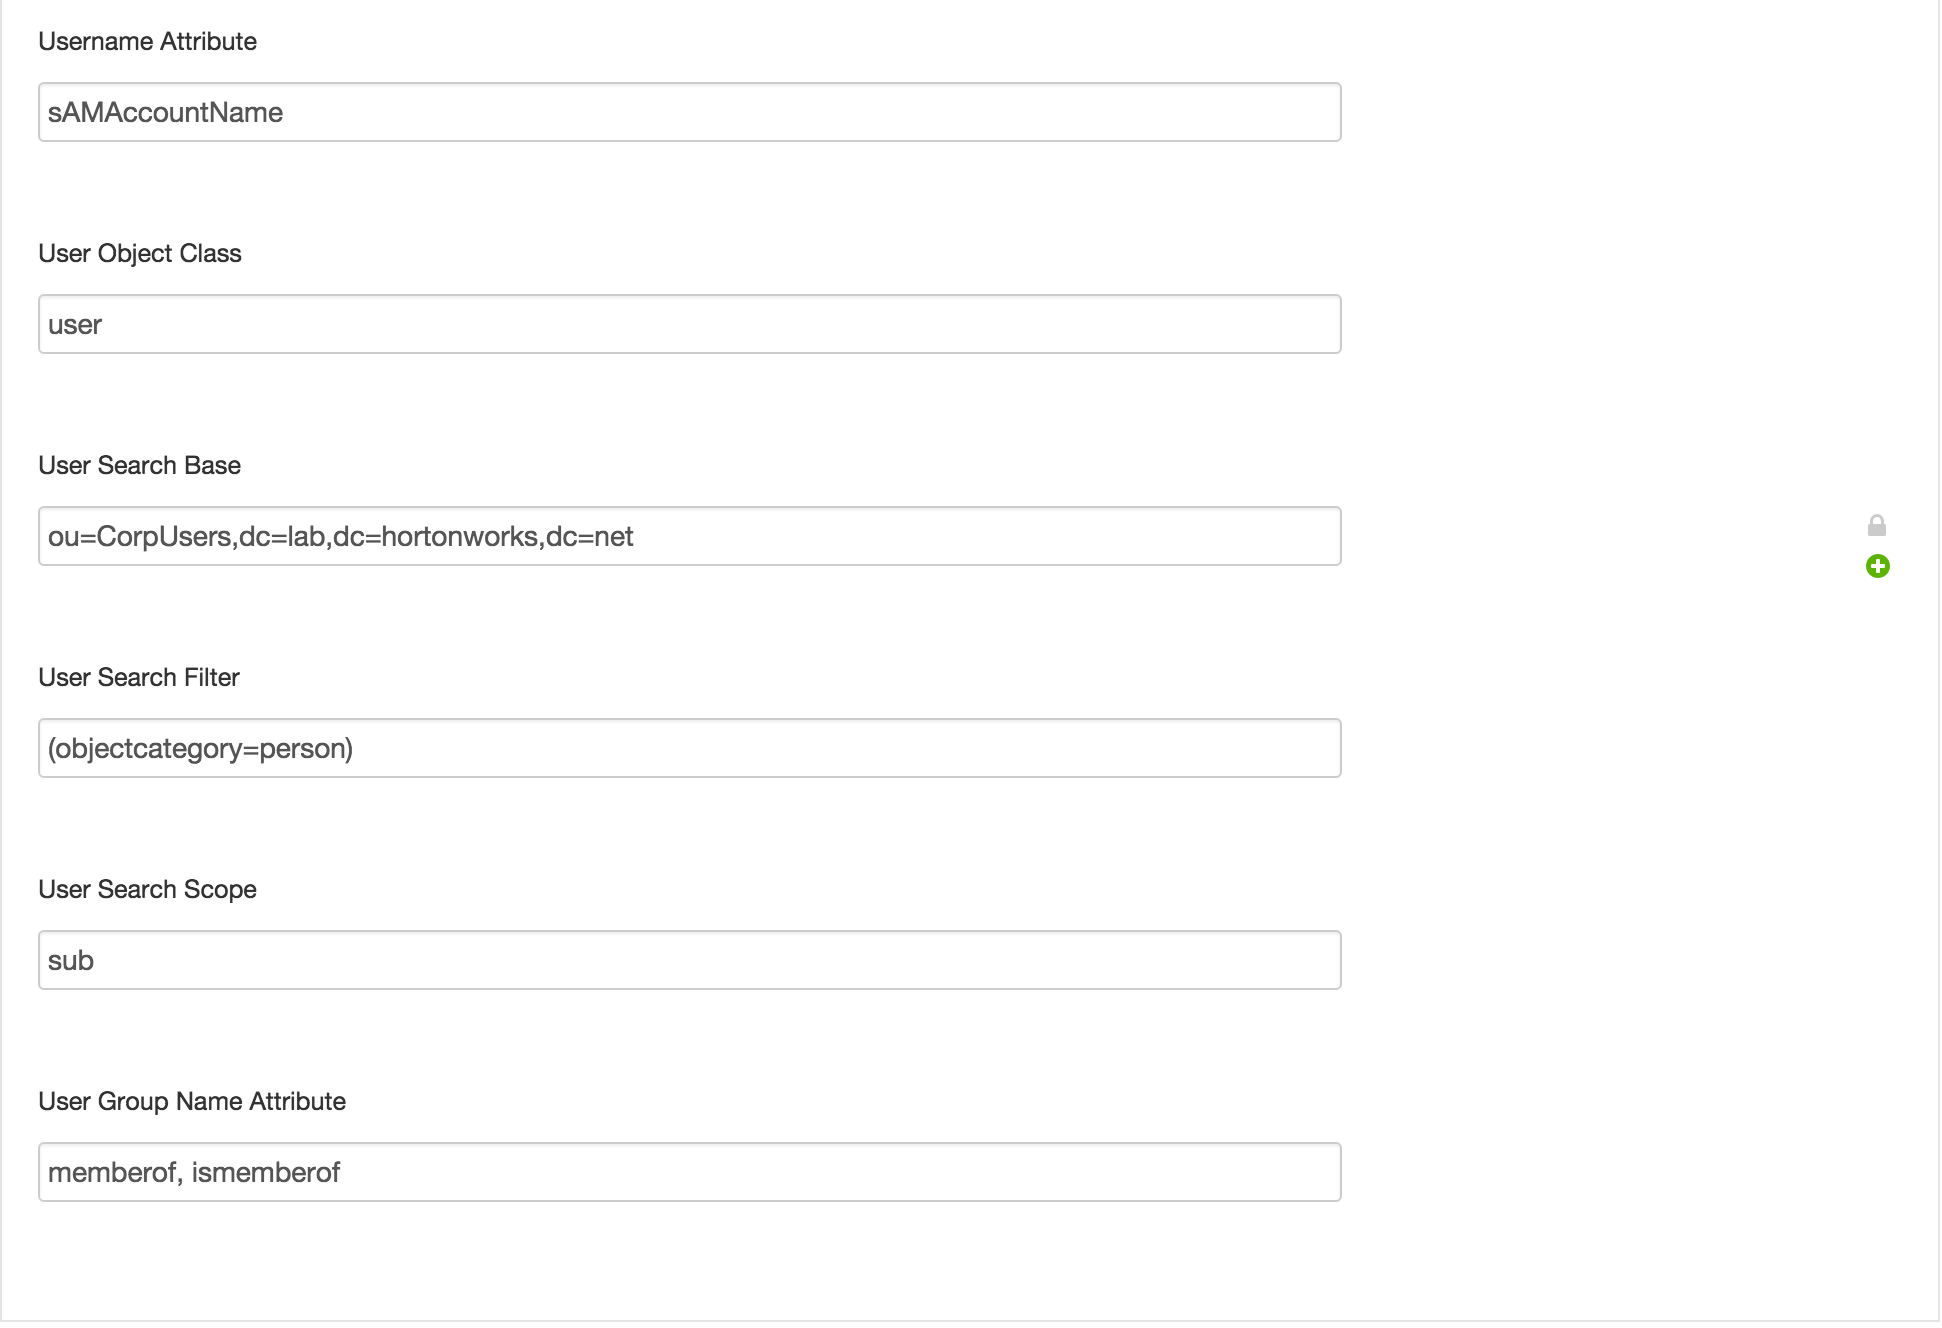 Username Attribute
sAMAccountName
User Object Class
user
User Search Base
ou=CorpUsers,dc=lab,dc=hortonworks,dc=net
User Search Filter
(objectcategory=person)
User Search Scope
sub
User Group Name Attribute
memberof, ismemberof